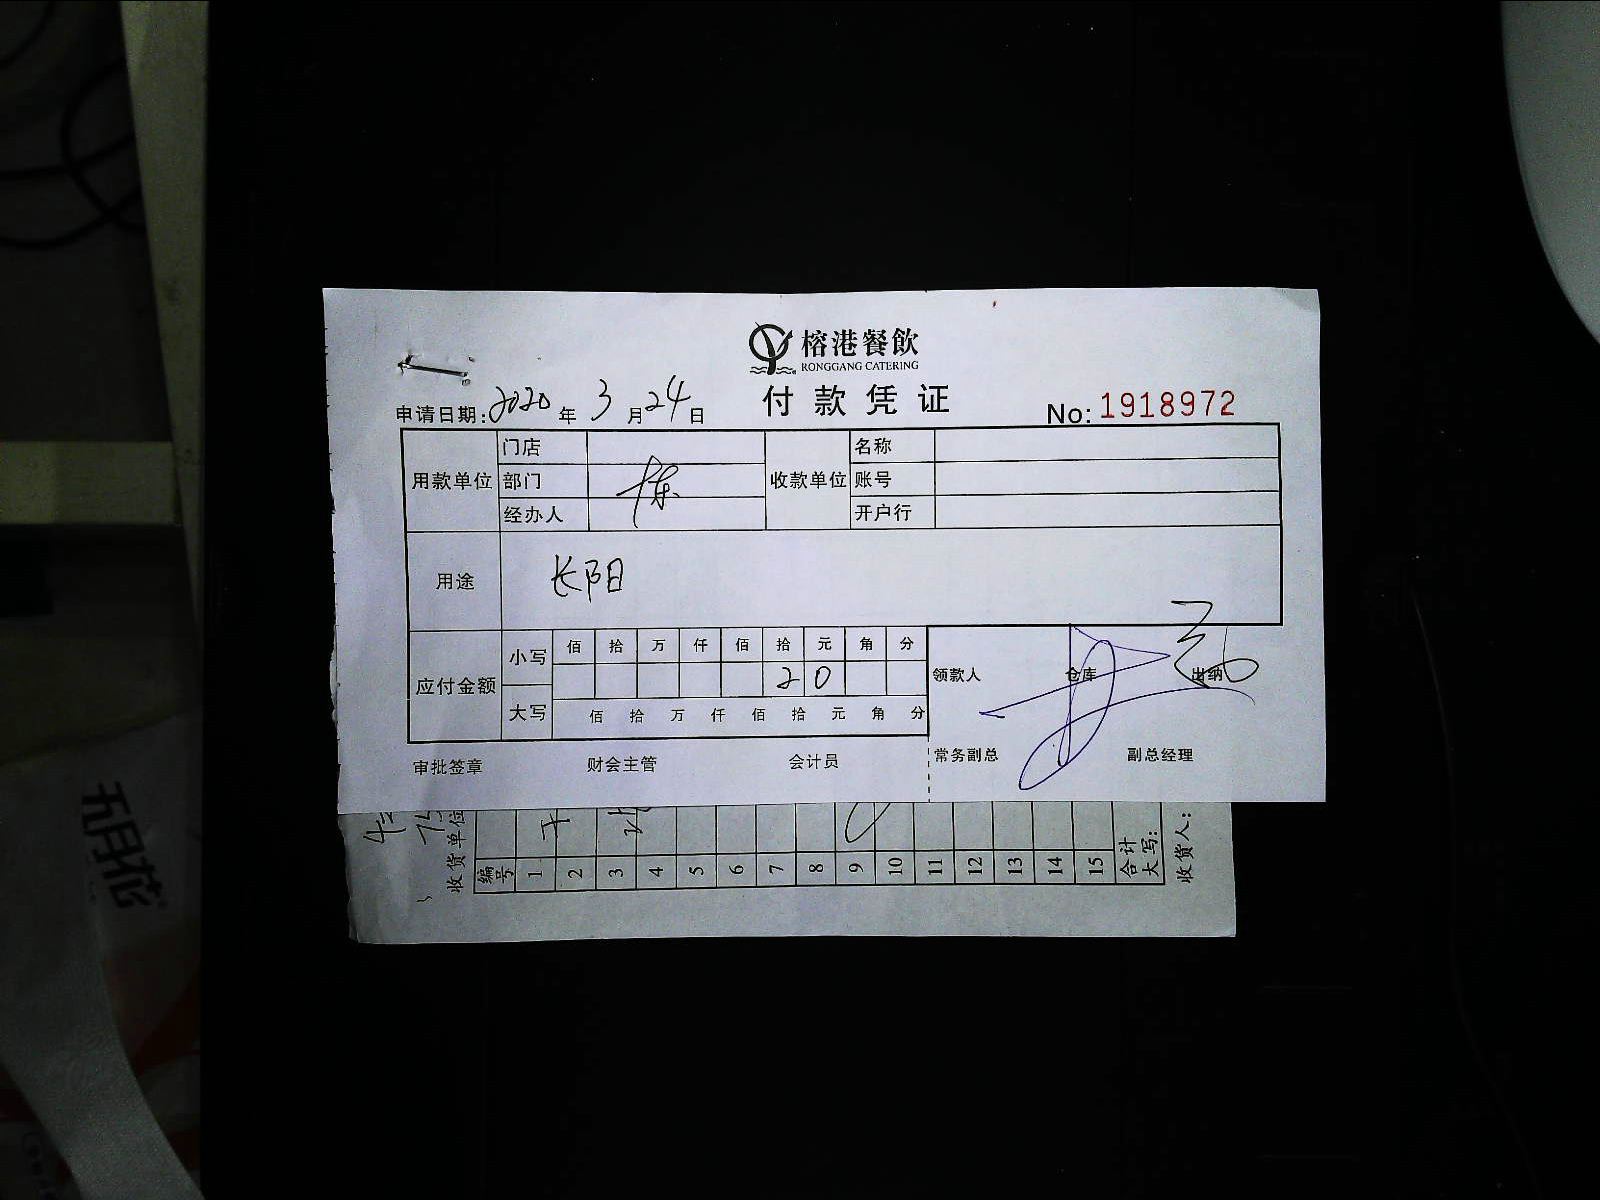 榕港餐飲
RONGGANG CATERING
付款凭证
申请日期: 2020 年 3 月 24 日
No: 1918972
用款单位 门店 收款单位 名称
部门 账号
经办人 开户行
用途 长阳
应付金额 小写 佰 拾 万 仟 佰 拾 元 角 分
2 0
大写 佰 拾 万 仟 佰 拾 元 角 分
领款人 仓库 出纳
审批签章 财会主管 会计员 常务副总 副总经理
收货单位
编号 1 2 3 4 5 6 7 8 9 10 11 12 13 14 15
合计大写:
收货人:
五月花